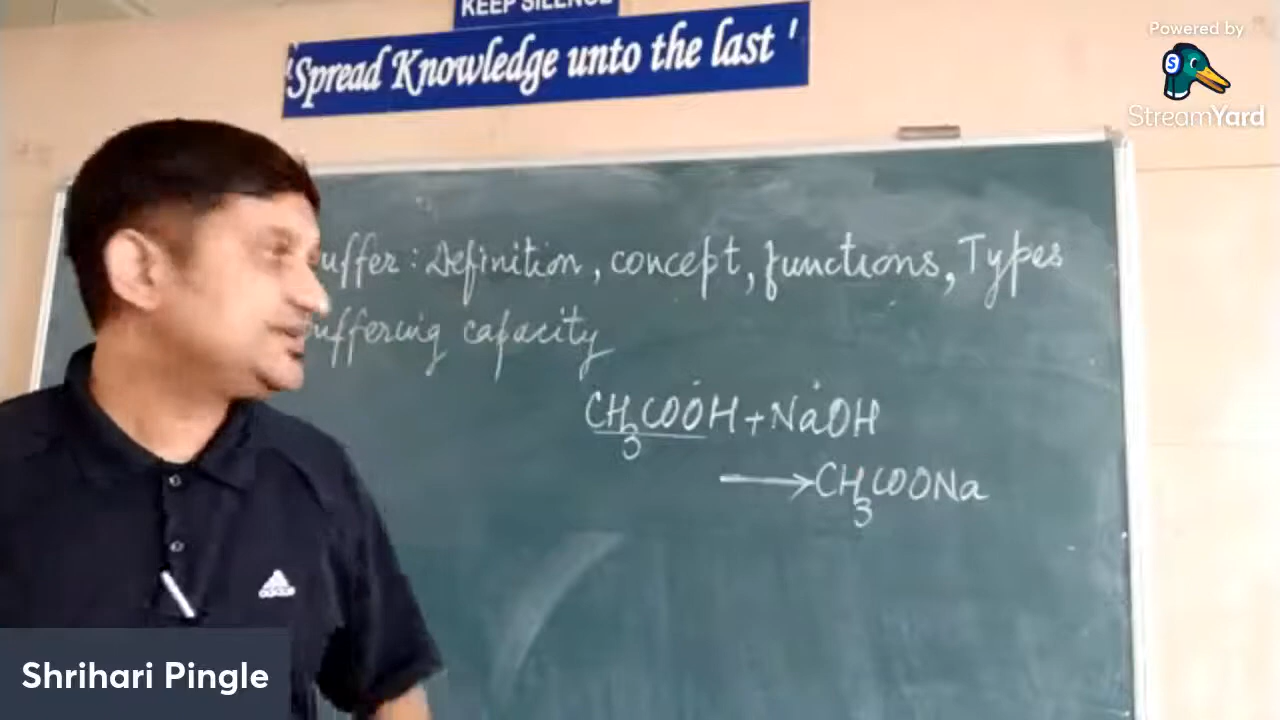 KEEP SILENCE
'Spread Knowledge unto the last '
Powered by
S
StreamYard
uffer : Definition, concept, functions, Types
uffering capacity
CH3COOH + NaOH
⟶ CH3COONa
adidas
Shrihari Pingle